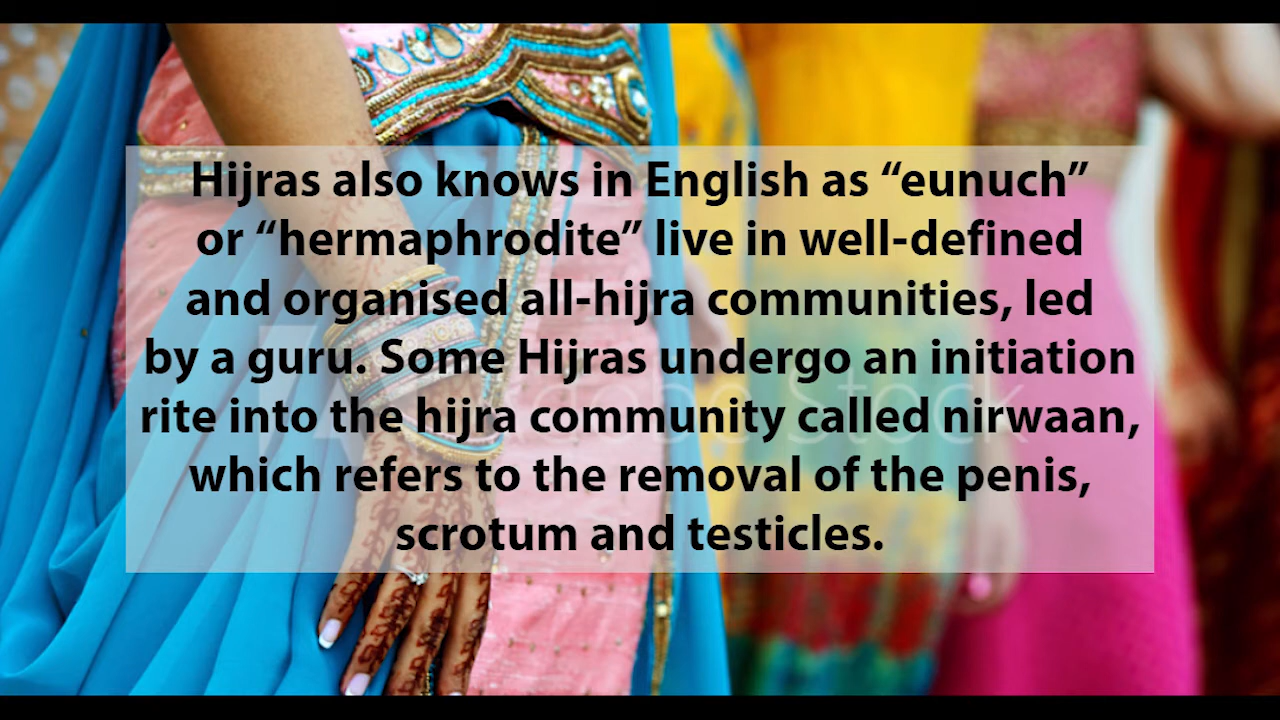 Hijras also knows in English as “eunuch”
or “hermaphrodite” live in well-defined
and organised all-hijra communities, led
by a guru. Some Hijras undergo an initiation
rite into the hijra community called nirwaan,
which refers to the removal of the penis,
scrotum and testicles.
Adobe Stock